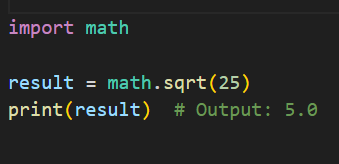 import math
result = math.sqrt(25)
print(result)  # Output: 5.0